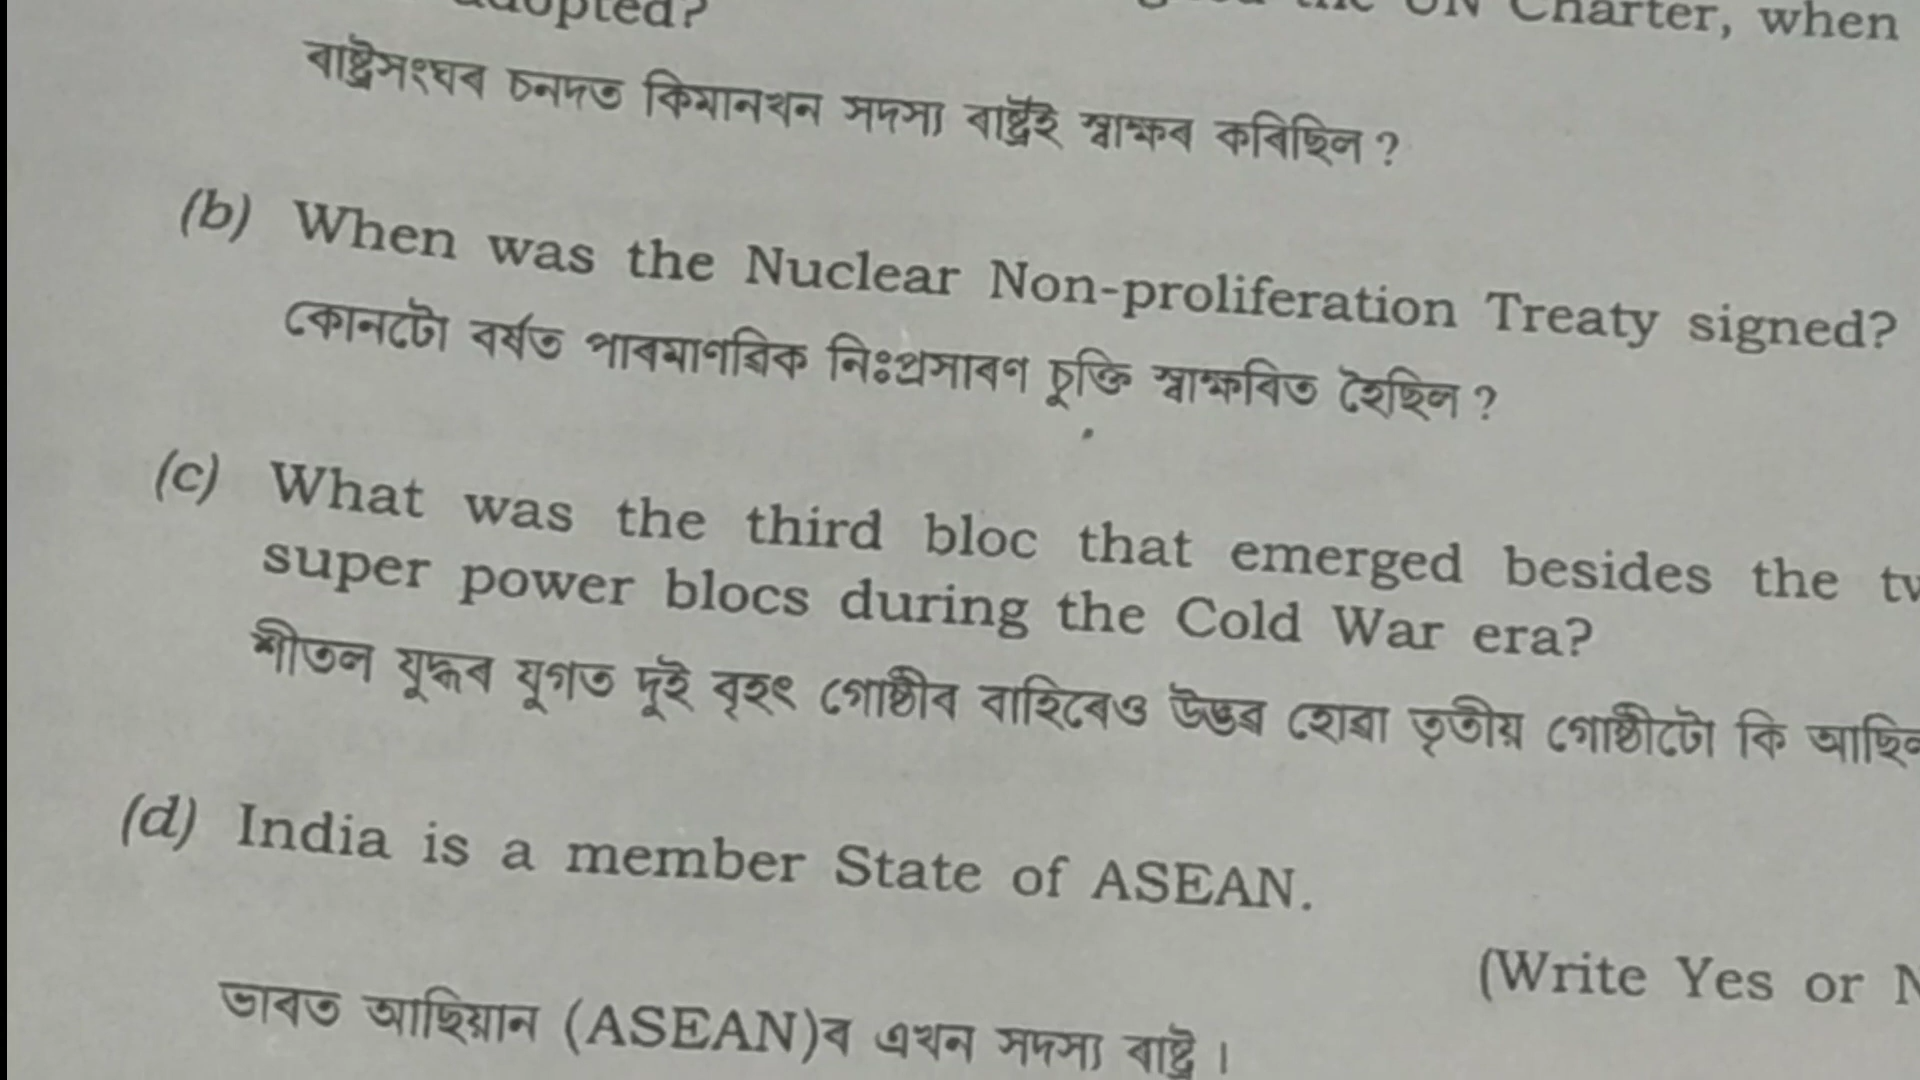 adopted? the UN Charter, when
ৰাষ্ট্ৰসংঘৰ চনদত কিমানখন সদস্য ৰাষ্ট্ৰই স্বাক্ষৰ কৰিছিল ?
(b) When was the Nuclear Non-proliferation Treaty signed?
কোনটো বৰ্ষত পাৰমাণৱিক নিঃপ্ৰসাৰণ চুক্তি স্বাক্ষৰিত হৈছিল ?
(c) What was the third bloc that emerged besides the
super power blocs during the Cold War era?
শীতল যুদ্ধৰ যুগত দুই বৃহৎ গোষ্ঠীৰ বাহিৰেও উদ্ভৱ হোৱা তৃতীয় গোষ্ঠীটো কি
(d) India is a member State of ASEAN.
(Write Yes or
ভাৰত আছিয়ান (ASEAN)ৰ এখন সদস্য ৰাষ্ট্ৰ ।